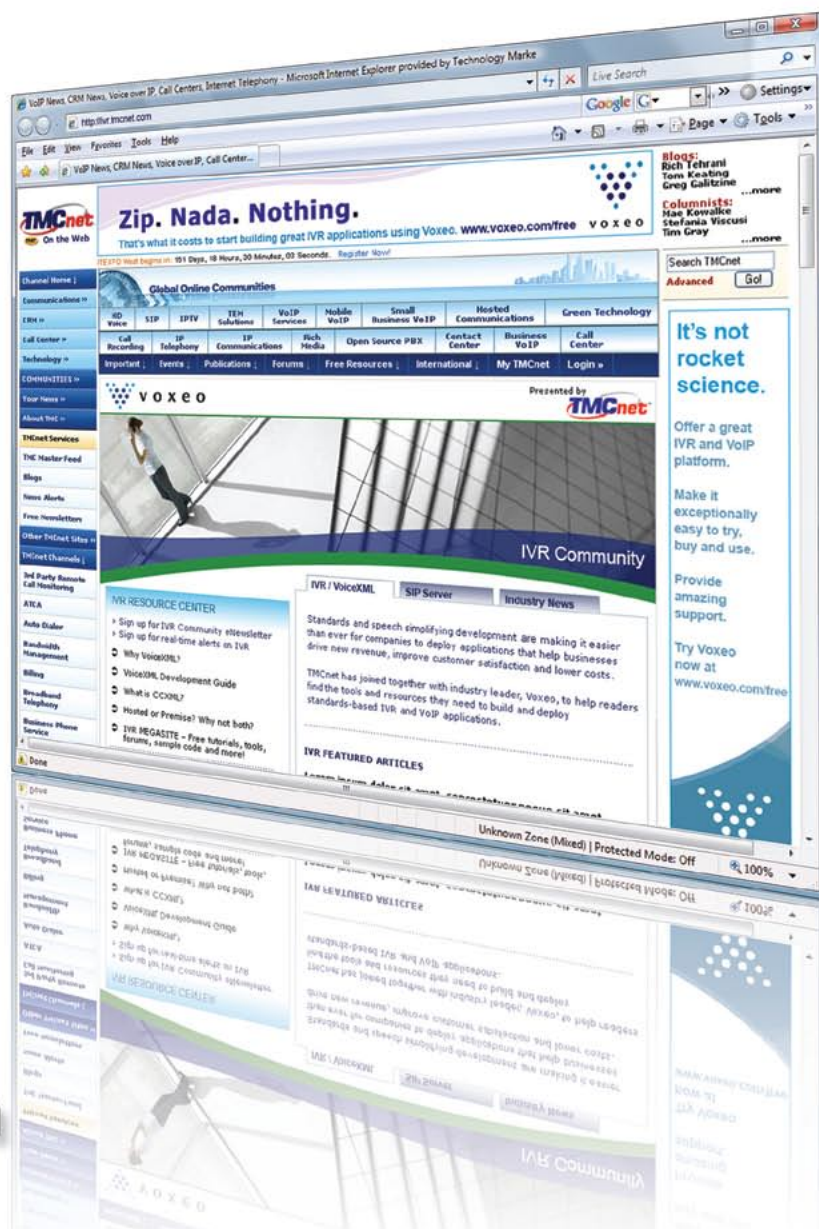 VoIP News, CRM News, Voice over IP, Call Centers, Internet Telephony - Microsoft Internet Explorer provided by Technology Marke
http://ivr.tmcnet.com
Live Search
Google
Settings
File Edit View Favorites Tools Help
VoIP News, CRM News, Voice over IP, Call Center...
Page Tools
TMCnet
On the Web
Zip. Nada. Nothing.
That's what it costs to start building great IVR applications using Voxeo. www.voxeo.com/free
voxeo
Blogs:
Rich Tehrani
Tom Keating
Greg Galitzine
...more
Columnists:
Mae Kowalke
Stefania Viscusi
Tim Gray
...more
Search TMCnet
Advanced Go!
ITEXPO West begins in: 151 Days, 18 Hours, 30 Minutes, 03 Seconds. Register Now!
Global Online Communities
HD Voice
SIP
IPTV
TEM Solutions
VoIP Services
Mobile VoIP
Small Business VoIP
Hosted Communications
Green Technology
Call Recording
IP Telephony
IP Communications
Rich Media
Open Source PBX
Contact Center
Business VoIP
Call Center
Important Events Publications Forums Free Resources International My TMCnet Login »
Channel Home
Communications »
CRM »
Call Center »
Technology »
COMMUNITIES »
Your News »
About TMC »
TMCnet Services
TMC Master Feed
Blogs
News Alerts
Free Newsletters
Other TMCnet Sites »
TMCnet Channels
3rd Party Remote
Call Monitoring
ATCA
Auto Dialer
Bandwidth
Management
Billing
Broadband
Telephony
Business Phone
Service
voxeo
Presented by
TMCnet
IVR Community
IVR RESOURCE CENTER
Sign up for IVR Community eNewsletter
Sign up for real-time alerts on IVR
Why VoiceXML?
VoiceXML Development Guide
What is CCXML?
Hosted or Premise? Why not both?
IVR MEGASITE - Free tutorials, tools,
forums, sample code and more!
IVR / VoiceXML
SIP Server
Industry News
Standards and speech simplifying development are making it easier
than ever for companies to deploy applications that help businesses
drive new revenue, improve customer satisfaction and lower costs.
TMCnet has joined together with industry leader, Voxeo, to help readers
find the tools and resources they need to build and deploy
standards-based IVR and VoIP applications.
IVR FEATURED ARTICLES
It's not
rocket
science.
Offer a great
IVR and VoIP
platform.
Make it
exceptionally
easy to try,
buy and use.
Provide
amazing
support.
Try Voxeo
now at
www.voxeo.com/free
Done
Unknown Zone (Mixed) | Protected Mode: Off
100%